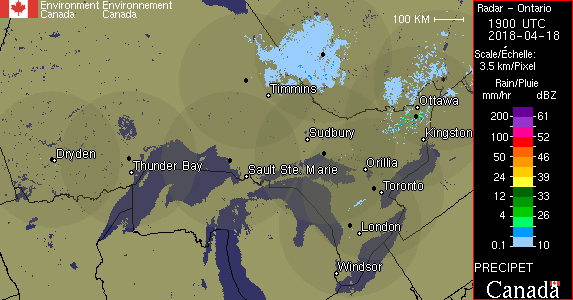 Environment Environnement
Canada Canada
100 KM
Timmins
Ottawa
Sudbury
Kingston
Dryden
Thunder Bay
Sault Ste. Marie
Orillia
Toronto
London
Windsor
Radar - Ontario
1900 UTC
2018-04-18
Scale/Échelle:
3.5 km/Pixel
Rain/Pluie
mm/hr dBZ
200 61
100 52
50 46
24 39
12 33
4 26
0.1 10
PRECIPET
Canada